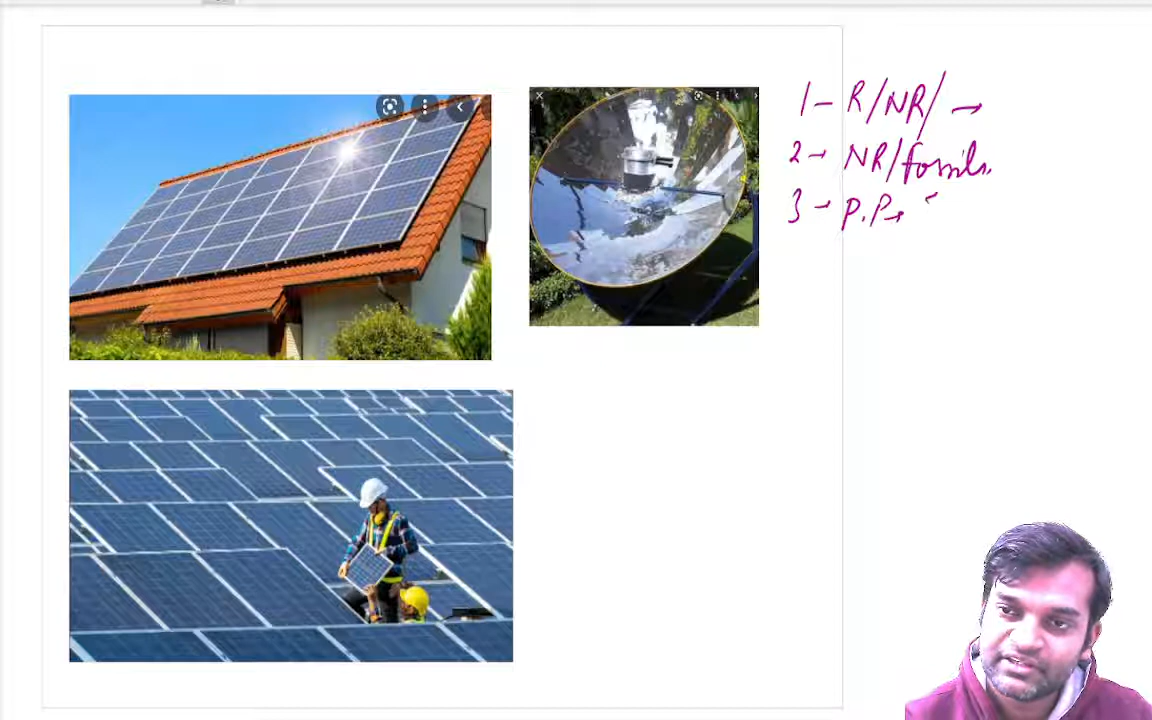 1- R/NR/ →
2→ NR/fossils.
3→ P.P→